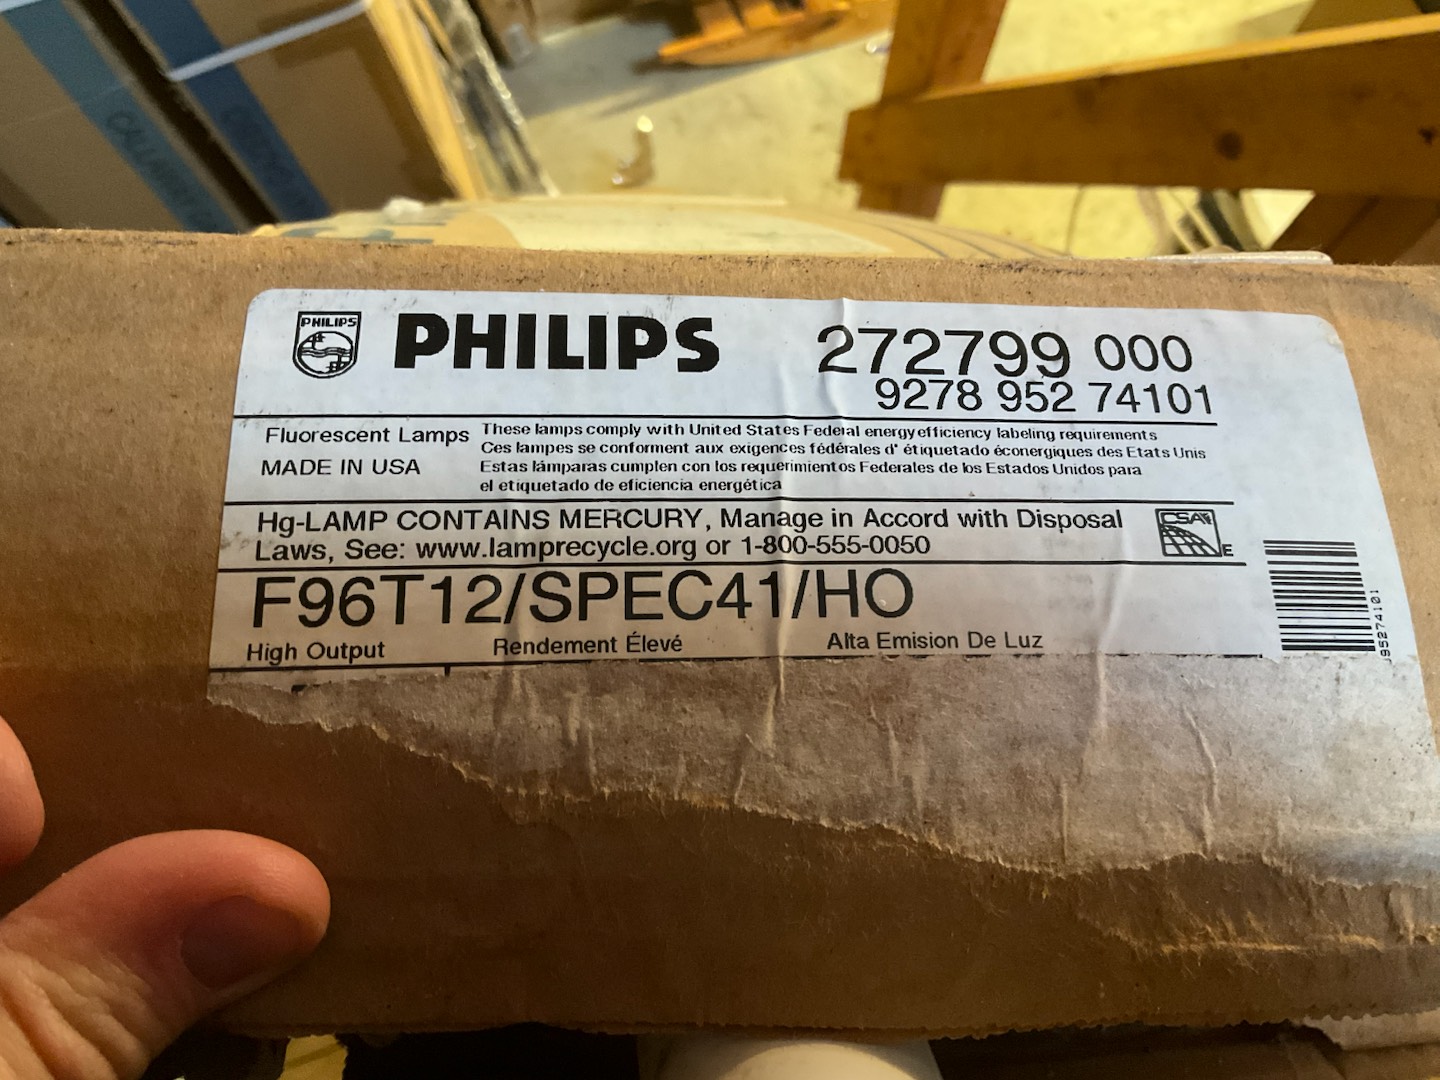 CALLAWAY
PHILIPS
PHILIPS
272799 000
9278 952 74101
Fluorescent Lamps
MADE IN USA
These lamps comply with United States Federal energy efficiency labeling requirements
Ces lampes se conforment aux exigences fédérales d' étiquetado éconergiques des Etats Unis
Estas lámparas cumplen con los requerimientos Federales de los Estados Unidos para
el etiquetado de eficiencia energética
Hg-LAMP CONTAINS MERCURY, Manage in Accord with Disposal
Laws, See: www.lamprecycle.org or 1-800-555-0050
CSA
E
F96T12/SPEC41/HO
High Output
Rendement Élevé
Alta Emision De Luz
95274101